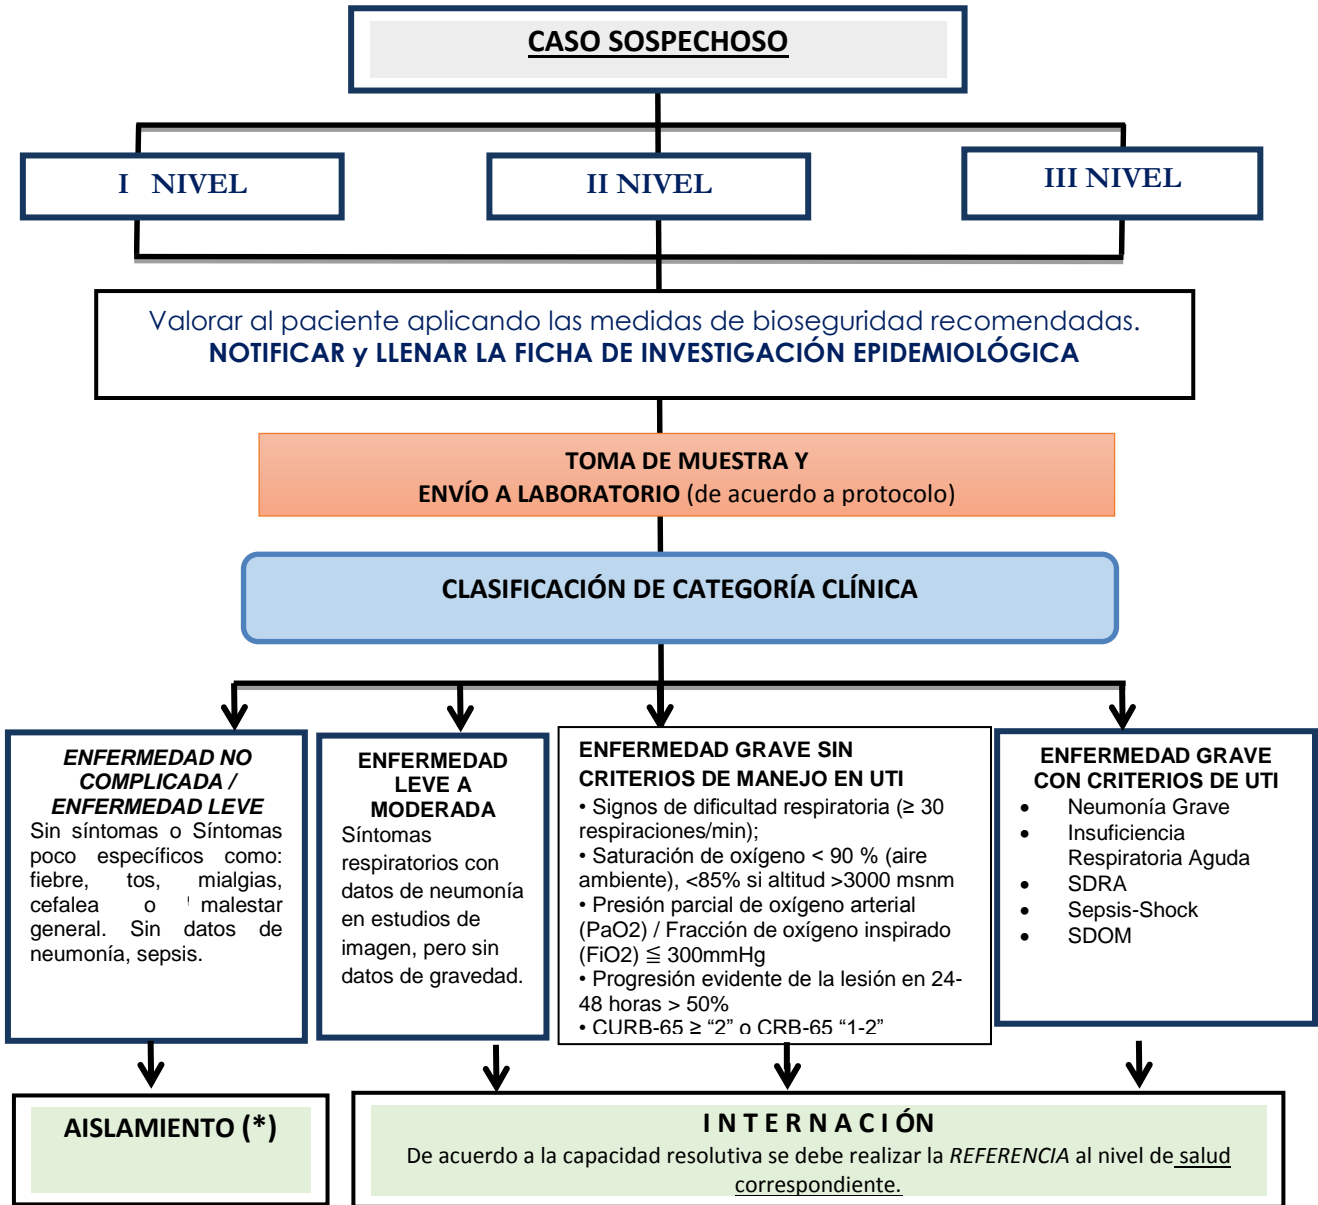 CASO SOSPECHOSO
I NIVEL
II NIVEL
III NIVEL
Valorar al paciente aplicando las medidas de bioseguridad recomendadas.
NOTIFICAR y LLENAR LA FICHA DE INVESTIGACIÓN EPIDEMIOLÓGICA
TOMA DE MUESTRA Y
ENVÍO A LABORATORIO (de acuerdo a protocolo)
CLASIFICACIÓN DE CATEGORÍA CLÍNICA
ENFERMEDAD NO
COMPLICADA /
ENFERMEDAD LEVE
Sin síntomas o Síntomas
poco específicos como:
fiebre, tos, mialgias,
cefalea o malestar
general. Sin datos de
neumonía, sepsis.
ENFERMEDAD
LEVE A
MODERADA
Síntomas
respiratorios con
datos de neumonía
en estudios de
imagen, pero sin
datos de gravedad.
ENFERMEDAD GRAVE SIN
CRITERIOS DE MANEJO EN UTI
• Signos de dificultad respiratoria (≥ 30
respiraciones/min);
• Saturación de oxígeno < 90 % (aire
ambiente), <85% si altitud >3000 msnm
• Presión parcial de oxígeno arterial
(PaO2) / Fracción de oxígeno inspirado
(FiO2) ≦ 300mmHg
• Progresión evidente de la lesión en 24-
48 horas > 50%
• CURB-65 ≥ “2” o CRB-65 “1-2”
ENFERMEDAD GRAVE
CON CRITERIOS DE UTI
• Neumonía Grave
• Insuficiencia
Respiratoria Aguda
• SDRA
• Sepsis-Shock
• SDOM
AISLAMIENTO (*)
I N T E R N A C I ÓN
De acuerdo a la capacidad resolutiva se debe realizar la REFERENCIA al nivel de salud
correspondiente.